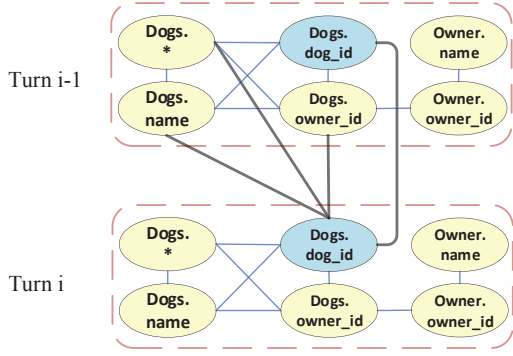 Turn i-1
Dogs.
*
Dogs.
dog_id
Owner.
name
Dogs.
name
Dogs.
owner_id
Owner.
owner_id
Turn i
Dogs.
*
Dogs.
dog_id
Owner.
name
Dogs.
name
Dogs.
owner_id
Owner.
owner_id